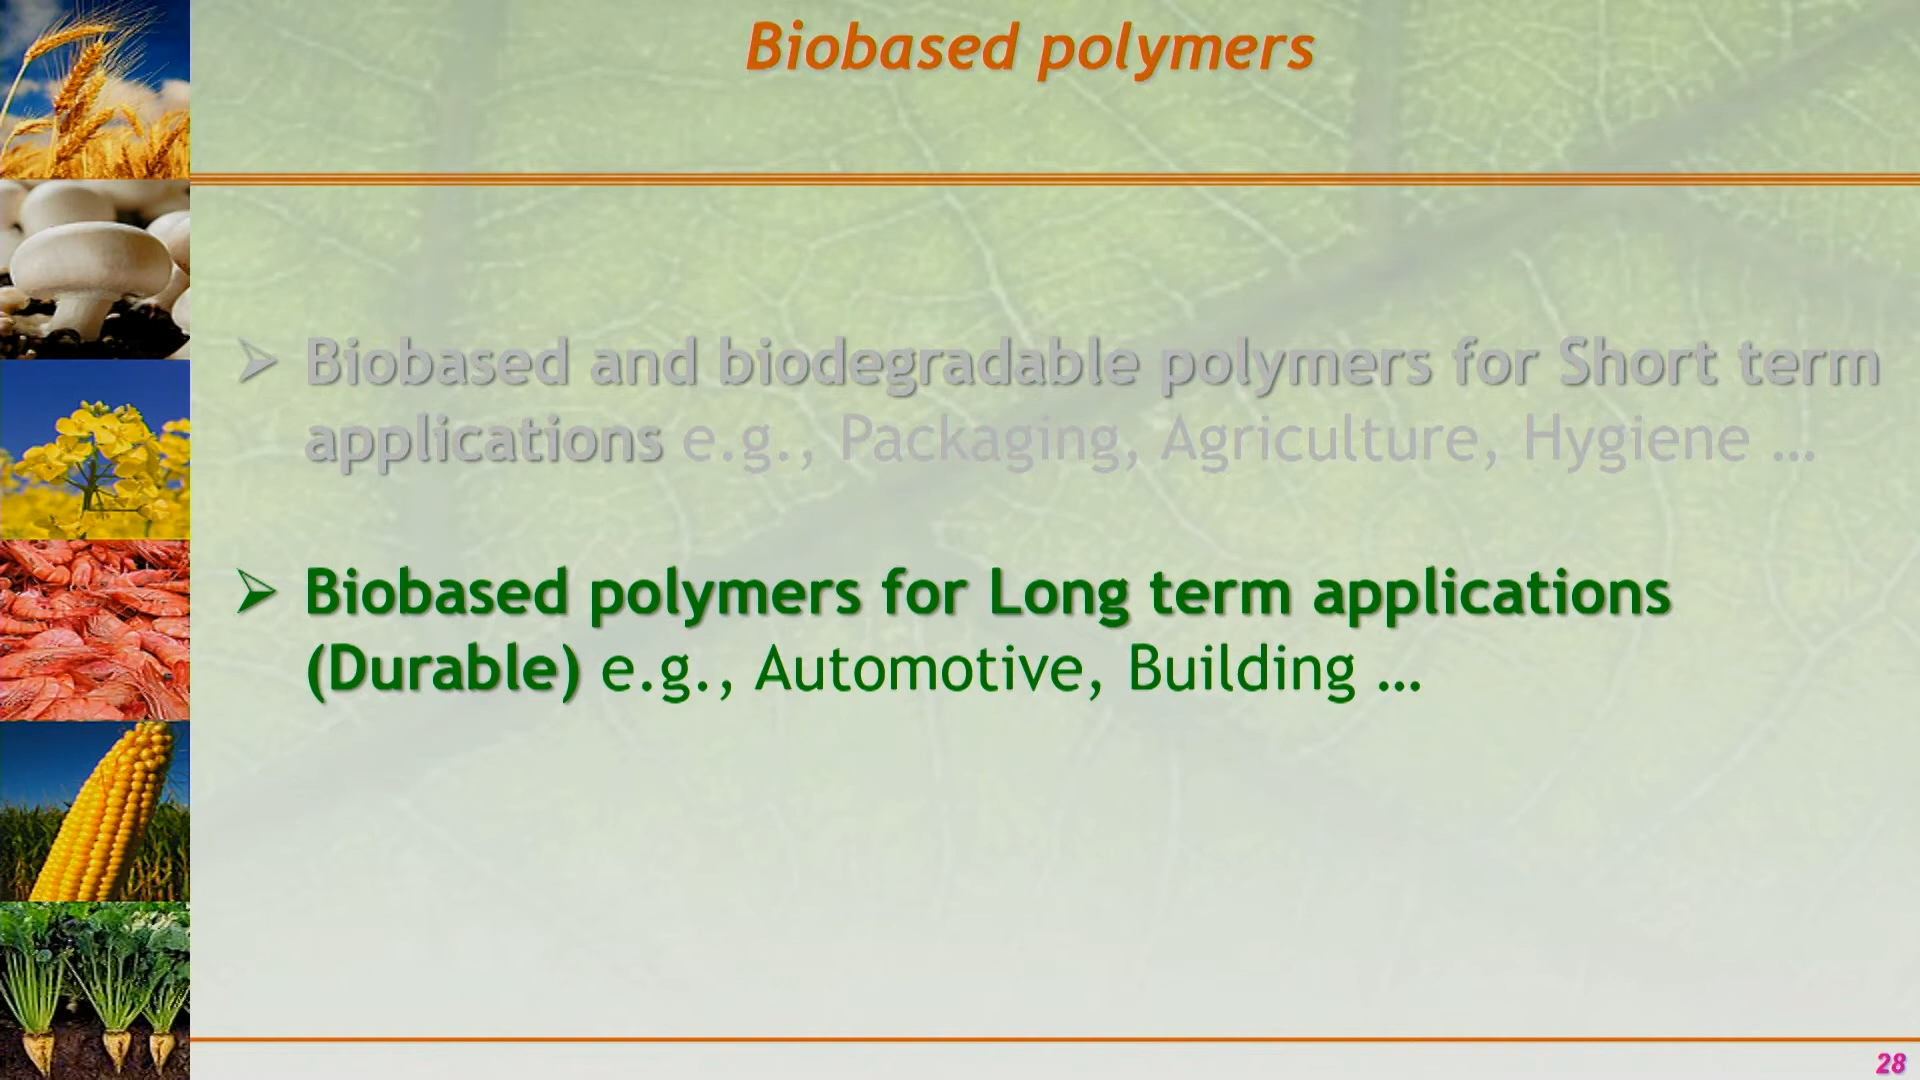 Biobased polymers
➢ Biobased and biodegradable polymers for Short term
applications e.g., Packaging, Agriculture, Hygiene …
➢ Biobased polymers for Long term applications
(Durable) e.g., Automotive, Building …
28